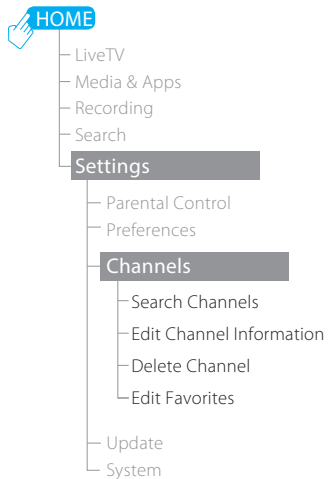 HOME
LiveTV
Media & Apps
Recording
Search
Settings
Parental Control
Preferences
Channels
Search Channels
Edit Channel Information
Delete Channel
Edit Favorites
Update
System